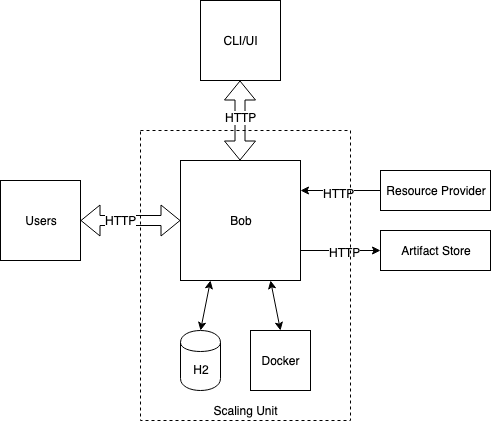 CLI/UI
HTTP
Users
HTTP
Bob
HTTP
Resource Provider
HTTP
Artifact Store
H2
Docker
Scaling Unit